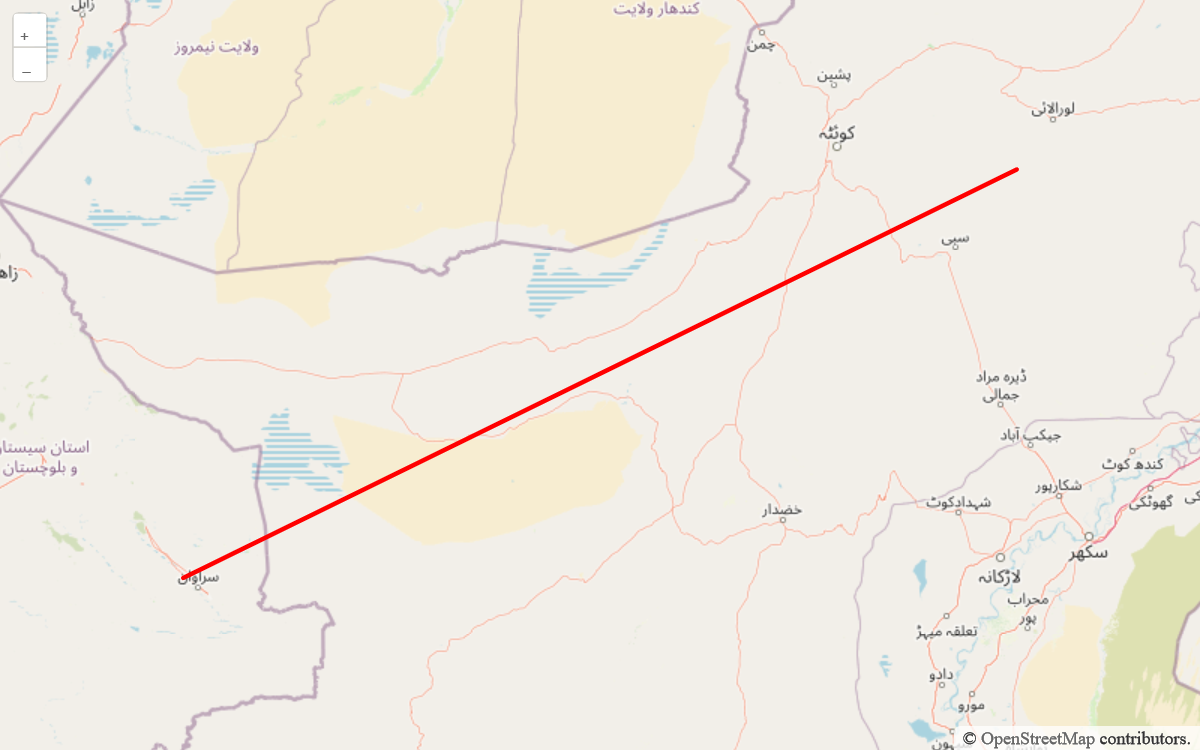 زابل
+
–
ولایت نیمروز
کندهار ولایت
چمن
پشین
کوئٹہ
لورالائی
سبی
ڈیرہ مراد
جمالی
جیکب آباد
کندھ کوٹ
شکارپور
گھوٹکی
استان سیستان
و بلوچستان
خضدار
شہدادکوٹ
سکھر
لاڑکانہ
سراوان
محراب
پور
تعلقہ میہڑ
دادو
مورو
© OpenStreetMap contributors.